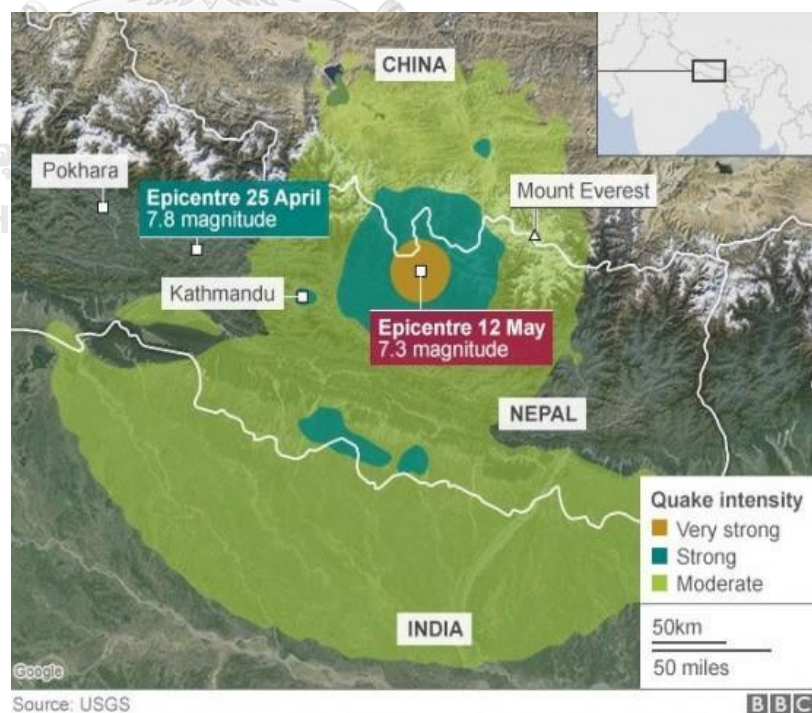 CHINA
Pokhara
Epicentre 25 April
7.8 magnitude
Mount Everest
Kathmandu
Epicentre 12 May
7.3 magnitude
NEPAL
Quake intensity
Very strong
Strong
Moderate
INDIA
50km
50 miles
Google
Source: USGS
BBC